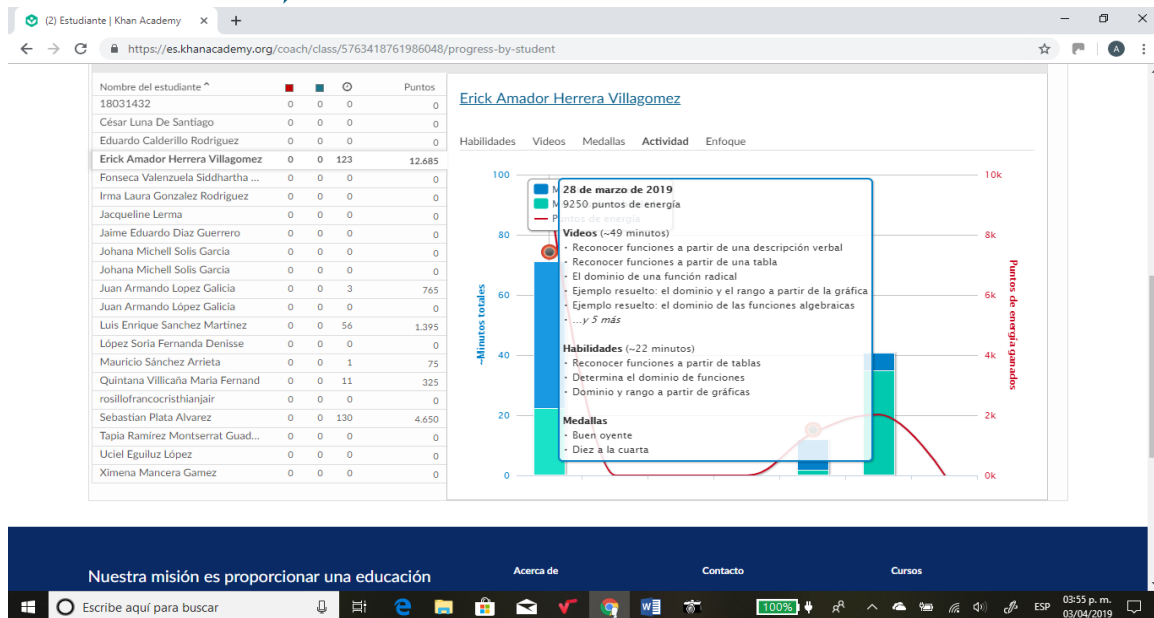 (2) Estudiante | Khan Academy
https://es.khanacademy.org/coach/class/5763418761986048/progress-by-student
Nombre del estudiante ^ Puntos
18031432 0 0 0 0
César Luna De Santiago 0 0 0 0
Eduardo Calderillo Rodriguez 0 0 0 0
Erick Amador Herrera Villagomez 0 0 123 12.685
Fonseca Valenzuela Siddhartha ... 0 0 0 0
Irma Laura Gonzalez Rodriguez 0 0 0 0
Jacqueline Lerma 0 0 0 0
Jaime Eduardo Diaz Guerrero 0 0 0 0
Johana Michell Solis Garcia 0 0 0 0
Johana Michell Solis Garcia 0 0 0 0
Juan Armando López Galicia 0 0 3 765
Juan Armando López Galicia 0 0 0 0
Luis Enrique Sanchez Martinez 0 0 56 1.395
López Soria Fernanda Denisse 0 0 0 0
Mauricio Sánchez Arrieta 0 0 1 75
Quintana Villicaña Maria Fernand 0 0 11 325
rosillofrancocristhianjair 0 0 0 0
Sebastian Plata Alvarez 0 0 130 4.650
Tapia Ramírez Montserrat Guad... 0 0 0 0
Uciel Eguiluz López 0 0 0 0
Ximena Mancera Gamez 0 0 0 0
Erick Amador Herrera Villagomez
Habilidades Videos Medallas Actividad Enfoque
~Minutos totales
100
80
60
40
20
0
28 de marzo de 2019
9250 puntos de energía
Puntos de energía
Videos (~49 minutos)
- Reconocer funciones a partir de una descripción verbal
- Reconocer funciones a partir de una tabla
- El dominio de una función radical
- Ejemplo resuelto: el dominio y el rango a partir de la gráfica
- Ejemplo resuelto: el dominio de las funciones algebraicas
- ...y 5 más
Habilidades (~22 minutos)
- Reconocer funciones a partir de tablas
- Determina el dominio de funciones
- Dominio y rango a partir de gráficas
Medallas
- Buen oyente
- Diez a la cuarta
10k
8k
6k
4k
2k
0k
Puntos de energía ganados
Nuestra misión es proporcionar una educación
Acerca de Contacto Cursos
Escribe aquí para buscar
100%
ESP
03:55 p. m.
03/04/2019